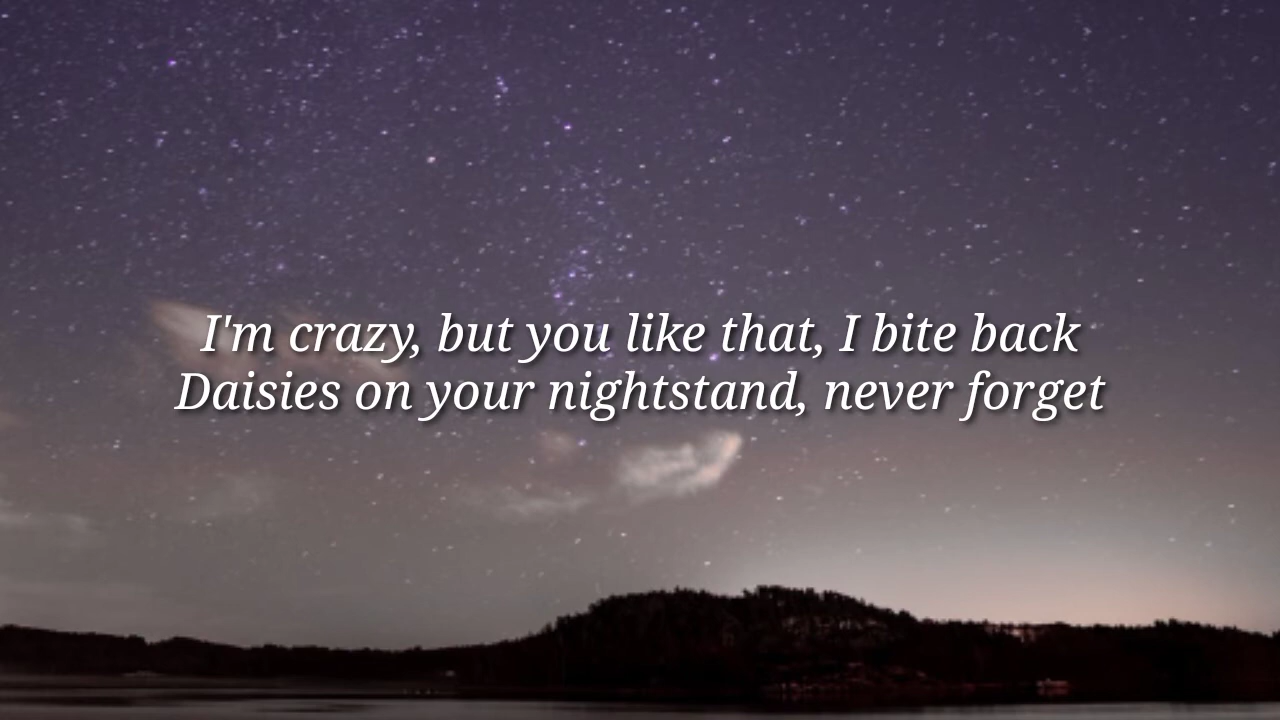 I'm crazy, but you like that, I bite back
Daisies on your nightstand, never forget